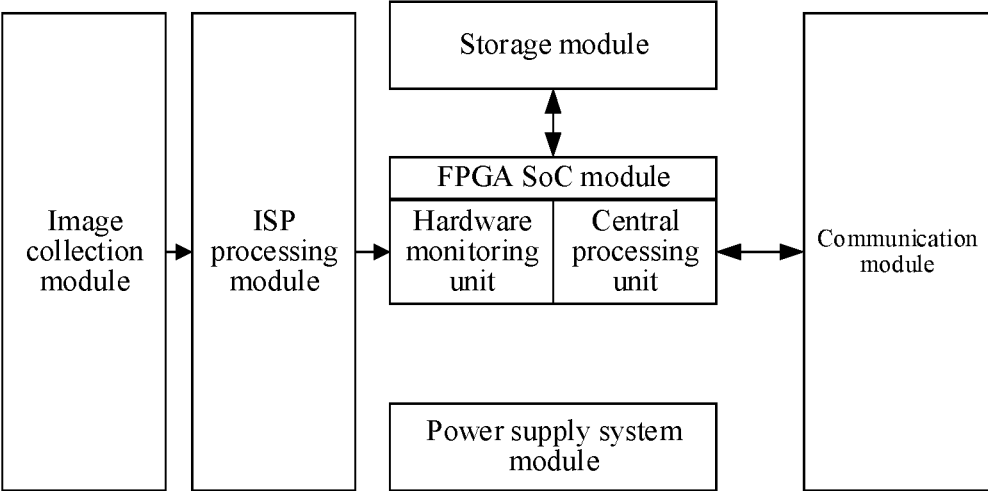 Image
collection
module
ISP
processing
module
Storage module
FPGA SoC module
Hardware
monitoring
unit
Central
processing
unit
Power supply system
module
Communication
module